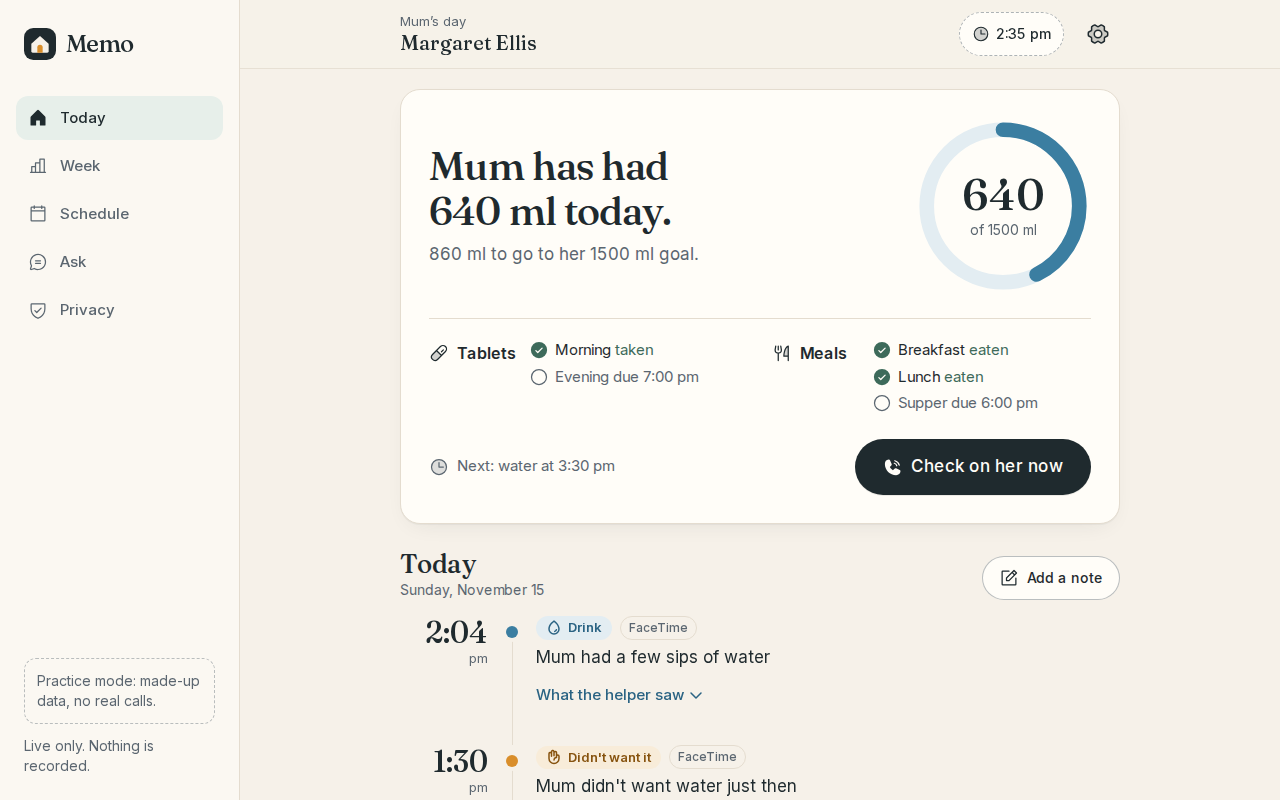 Memo
Today
Week
Schedule
Ask
Privacy
Practice mode: made-up
data, no real calls.
Live only. Nothing is
recorded.
Mum’s day
Margaret Ellis
2:35 pm
Mum has had
640 ml today.
860 ml to go to her 1500 ml goal.
640
of 1500 ml
Tablets
Morning taken
Evening due 7:00 pm
Meals
Breakfast eaten
Lunch eaten
Supper due 6:00 pm
Next: water at 3:30 pm
Check on her now
Today
Sunday, November 15
Add a note
2:04
pm
Drink
FaceTime
Mum had a few sips of water
What the helper saw
1:30
pm
Didn't want it
FaceTime
Mum didn't want water just then